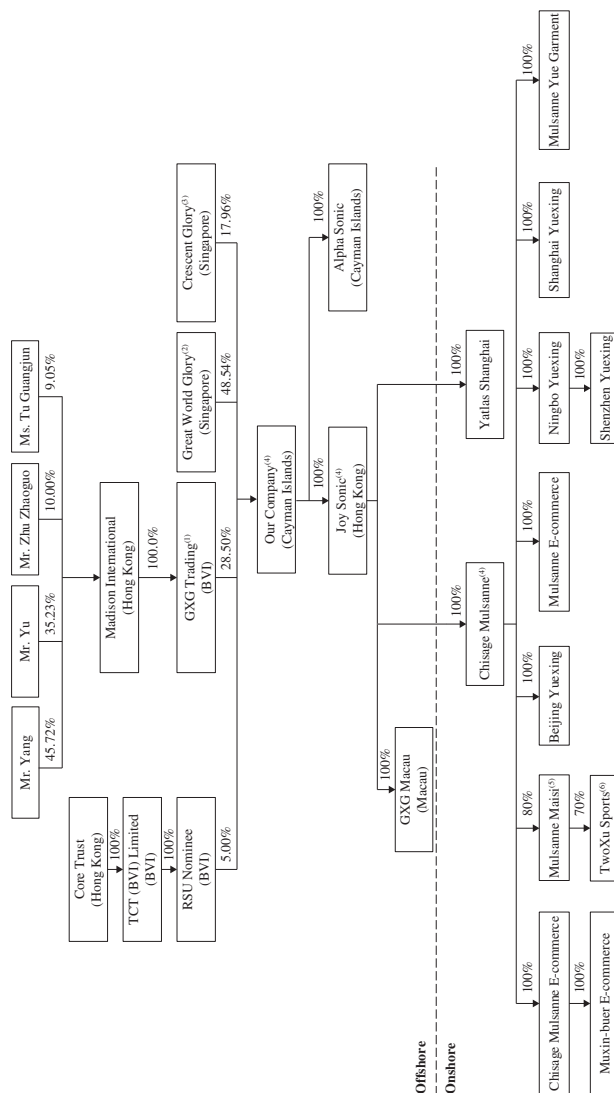 Mr. Yang
Mr. Yu
Mr. Zhu Zhaoguo
Ms. Tu Guangjun
45.72%
35.23%
10.00%
9.05%
Core Trust
(Hong Kong)
100%
TCT (BVI) Limited
(BVI)
100%
Madison International
(Hong Kong)
100.0%
RSU Nominee
(BVI)
GXG Trading(1)
(BVI)
Great World Glory(2)
(Singapore)
Crescent Glory(3)
(Singapore)
5.00%
28.50%
48.54%
17.96%
Our Company(4)
(Cayman Islands)
100%
100%
Joy Sonic(4)
(Hong Kong)
Alpha Sonic
(Cayman Islands)
100%
GXG Macau
(Macau)
Offshore
Onshore
100%
100%
Chisage Mulsanne(4)
Yatlas Shanghai
100%
80%
100%
100%
100%
100%
100%
Chisage Mulsanne E-commerce
Mulsanne Maisi(5)
Beijing Yuexing
Mulsanne E-commerce
Ningbo Yuexing
Shanghai Yuexing
Mulsanne Yue Garment
100%
70%
100%
Muxin-buer E-commerce
TwoXu Sports(6)
Shenzhen Yuexing